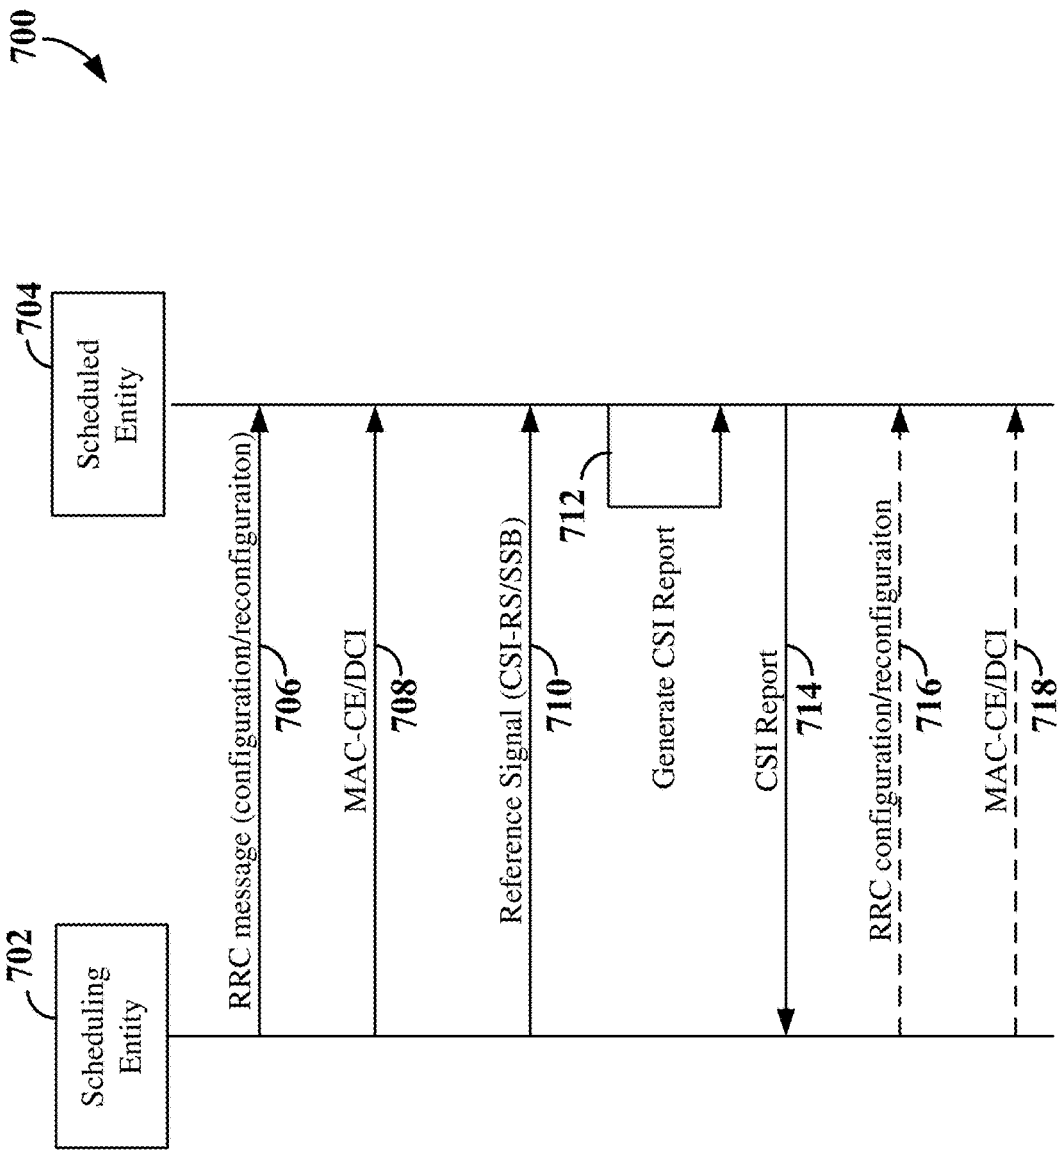 700
702
Scheduling
Entity
704
Scheduled
Entity
RRC message (configuration/reconfiguraiton)
706
MAC-CE/DCI
708
Reference Signal (CSI-RS/SSB)
710
712
Generate CSI Report
CSI Report
714
RRC configuration/reconfiguraiton
716
MAC-CE/DCI
718